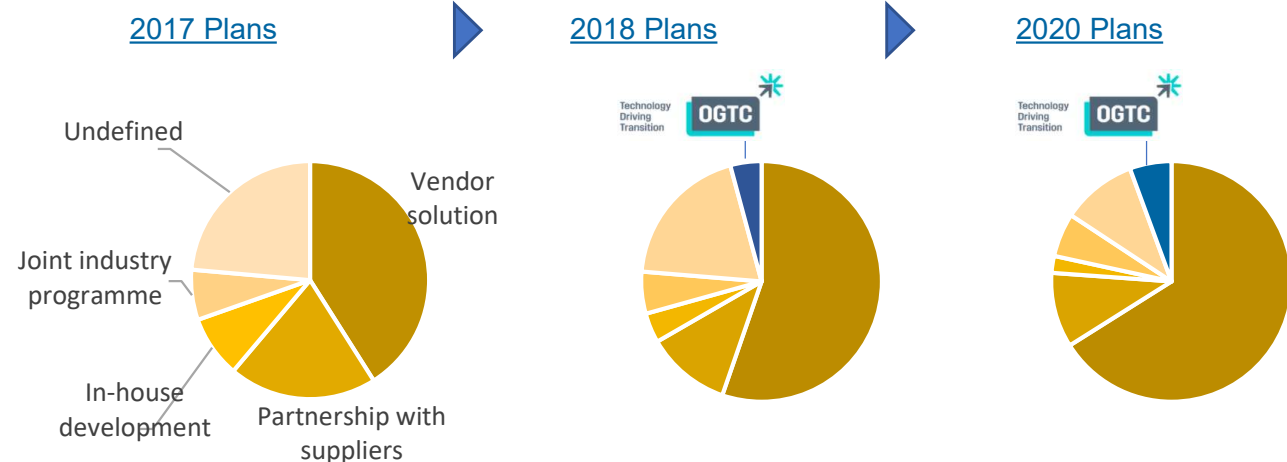 2017 Plans
2018 Plans
2020 Plans
Technology
Driving
Transition
OGTC
Technology
Driving
Transition
OGTC
Undefined
Vendor
solution
Joint industry
programme
In-house
development
Partnership with
suppliers